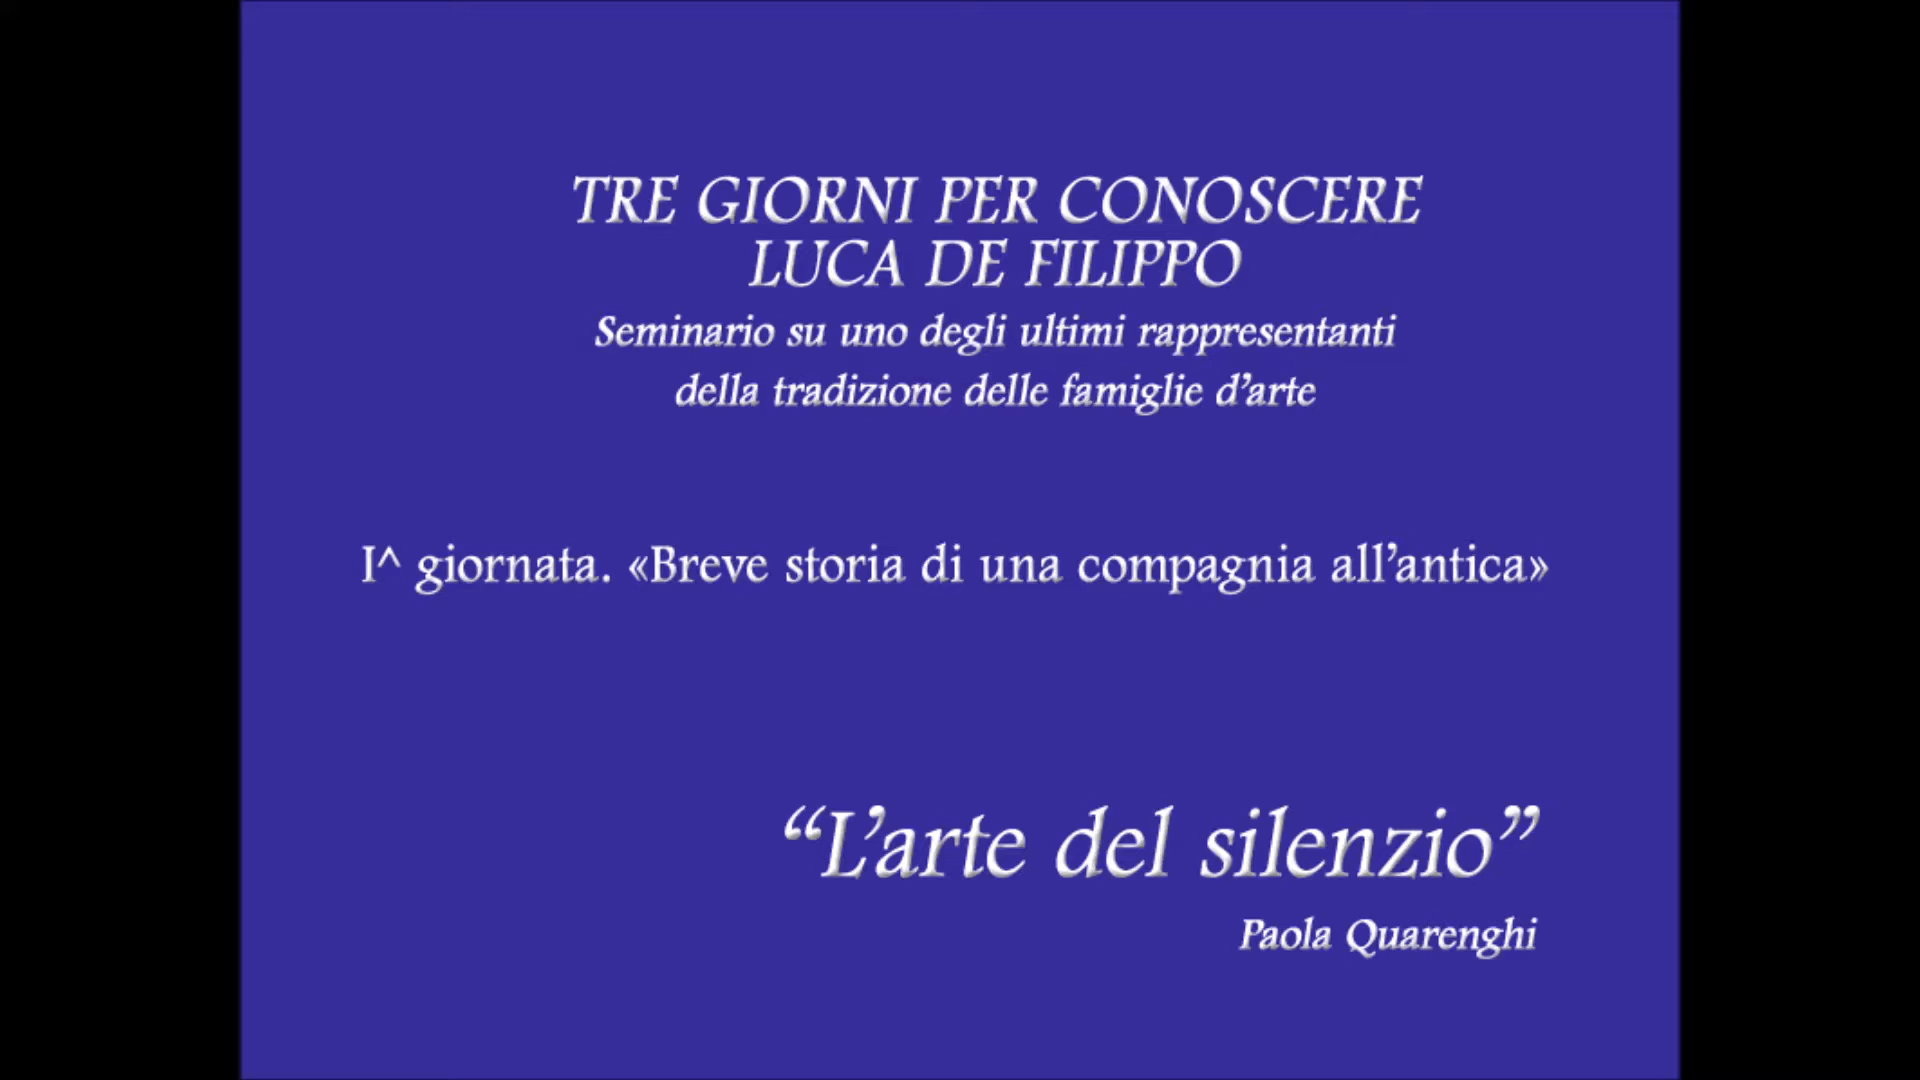 TRE GIORNI PER CONOSCERE
LUCA DE FILIPPO
Seminario su uno degli ultimi rappresentanti
della tradizione delle famiglie d’arte
I^ giornata. «Breve storia di una compagnia all’antica»
“L’arte del silenzio”
Paola Quarenghi